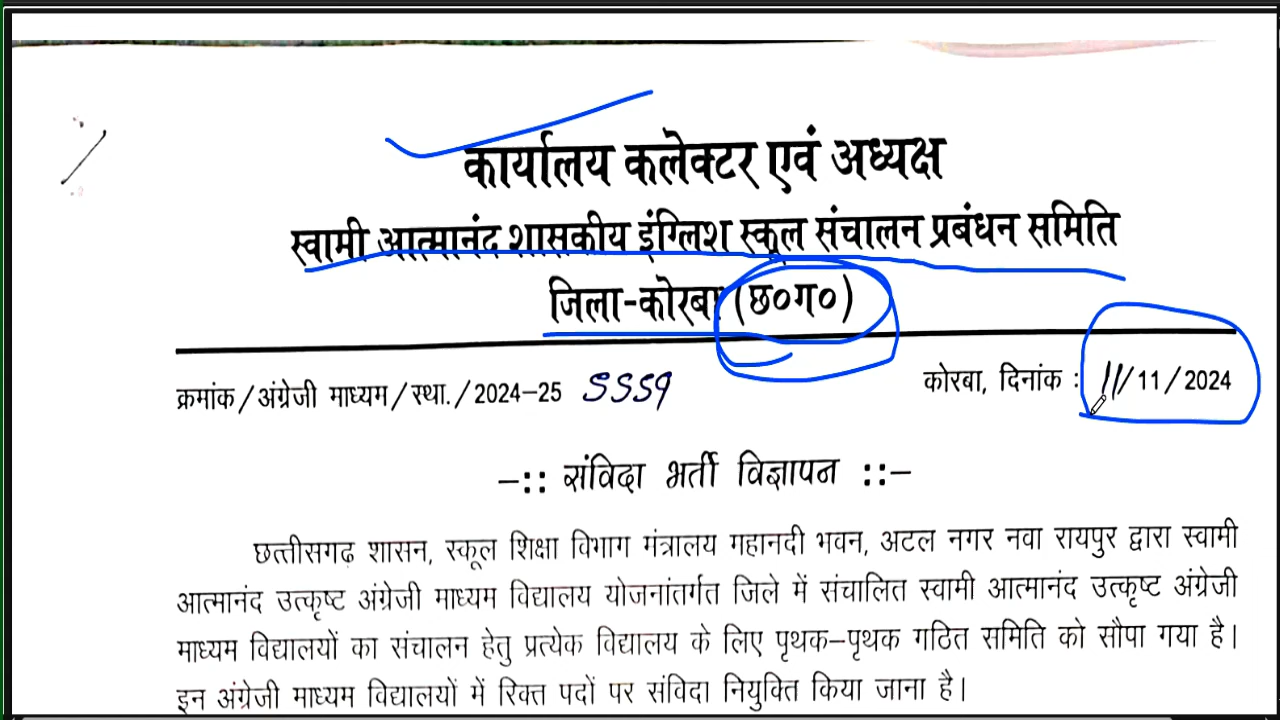 कार्यालय कलेक्टर एवं अध्यक्ष
स्वामी आत्मानंद शासकीय इंग्लिश स्कूल संचालन प्रबंधन समिति
जिला-कोरबा (छ०ग०)
क्रमांक/अंग्रेजी माध्यम/स्था./2024-25 5559 कोरबा, दिनांक : 11/11/2024
-:: संविदा भर्ती विज्ञापन ::-
छत्तीसगढ़ शासन, स्कूल शिक्षा विभाग मंत्रालय महानदी भवन, अटल नगर नवा रायपुर द्वारा स्वामी
आत्मानंद उत्कृष्ट अंग्रेजी माध्यम विद्यालय योजनांतर्गत जिले में संचालित स्वामी आत्मानंद उत्कृष्ट अंग्रेजी
माध्यम विद्यालयों का संचालन हेतु प्रत्येक विद्यालय के लिए पृथक-पृथक गठित समिति को सौपा गया है।
इन अंग्रेजी माध्यम विद्यालयों में रिक्त पदों पर संविदा नियुक्ति किया जाना है।